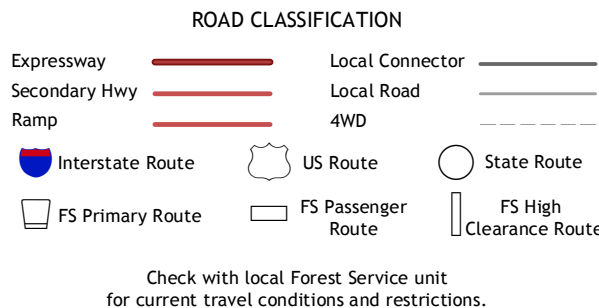 ROAD CLASSIFICATION
Expressway
Local Connector
Secondary Hwy
Local Road
Ramp
4WD
Interstate Route
US Route
State Route
FS Primary Route
FS Passenger
Route
FS High
Clearance Route
Check with local Forest Service unit
for current travel conditions and restrictions.